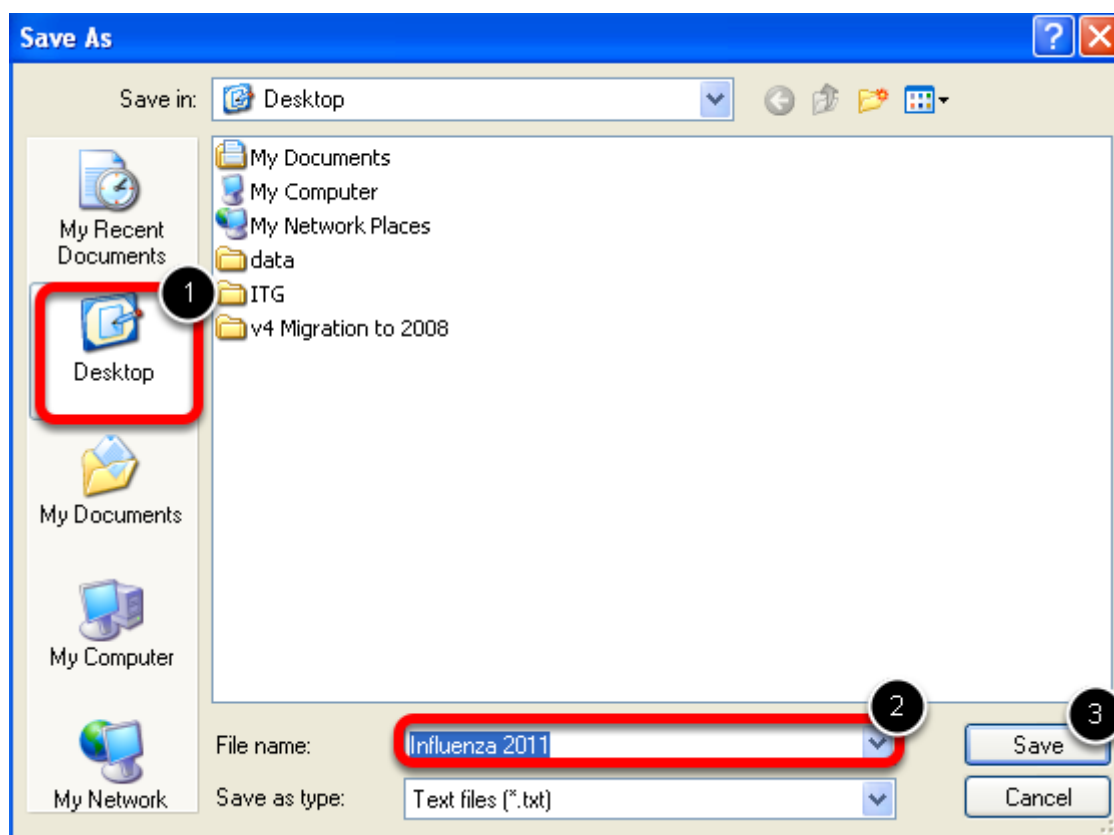 Save As
?
Save in:
Desktop
My Documents
My Computer
My Network Places
data
ITG
v4 Migration to 2008
My Recent
Documents
1
Desktop
My Documents
My Computer
My Network
2
File name:
Influenza 2011
3
Save
Save as type:
Text files (*.txt)
Cancel